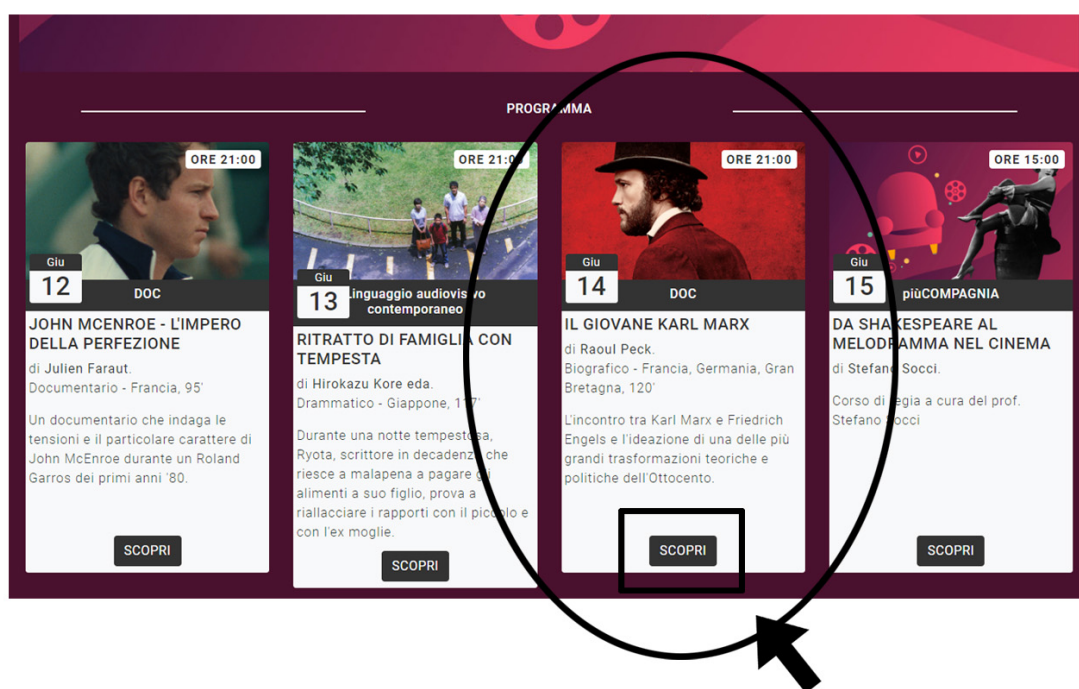 PROGRAMMA
ORE 21:00
Giu
12
DOC
JOHN MCENROE - L'IMPERO
DELLA PERFEZIONE
di Julien Faraut.
Documentario - Francia, 95'
Un documentario che indaga le
tensioni e il particolare carattere di
John McEnroe durante un Roland
Garros dei primi anni '80.
SCOPRI
ORE 21:00
Giu
13
Linguaggio audiovisivo
contemporaneo
RITRATTO DI FAMIGLIA CON
TEMPESTA
di Hirokazu Kore eda.
Drammatico - Giappone, 117'
Durante una notte tempestosa,
Ryota, scrittore in decadenza che
riesce a malapena a pagare gli
alimenti a suo figlio, prova a
riallacciare i rapporti con il piccolo e
con l'ex moglie.
SCOPRI
ORE 21:00
Giu
14
DOC
IL GIOVANE KARL MARX
di Raoul Peck.
Biografico - Francia, Germania, Gran
Bretagna, 120'
L'incontro tra Karl Marx e Friedrich
Engels e l'ideazione di una delle più
grandi trasformazioni teoriche e
politiche dell'Ottocento.
SCOPRI
ORE 15:00
Giu
15
piùCOMPAGNIA
DA SHAKESPEARE AL
MELODRAMMA NEL CINEMA
di Stefano Socci.
Corso di regia a cura del prof.
Stefano Socci
SCOPRI